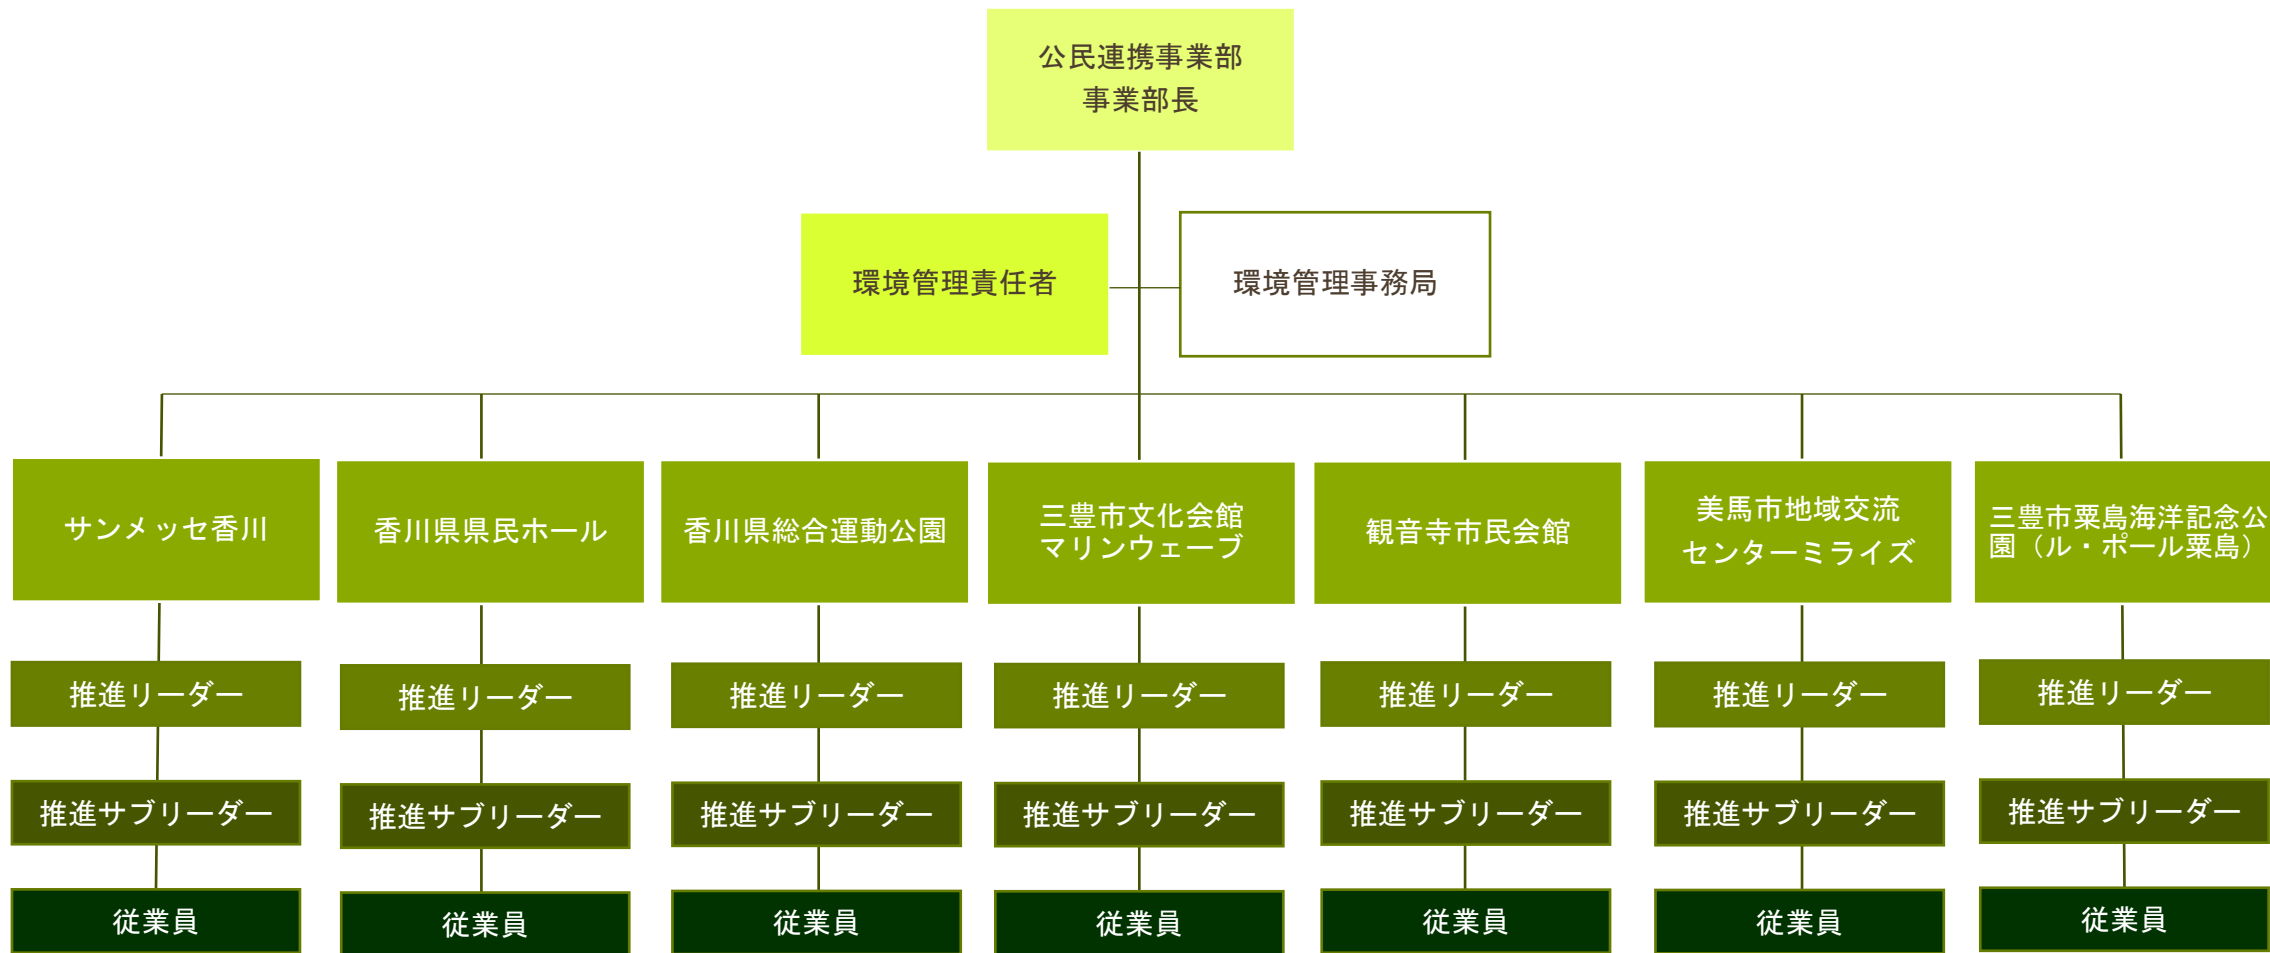 公民連携事業部
事業部長
環境管理責任者
環境管理事務局
サンメッセ香川
香川県県民ホール
香川県総合運動公園
三豊市文化会館
マリンウェーブ
観音寺市民会館
美馬市地域交流
センターミライズ
三豊市粟島海洋記念公
園（ル・ポール粟島）
推進リーダー
推進リーダー
推進リーダー
推進リーダー
推進リーダー
推進リーダー
推進リーダー
推進サブリーダー
推進サブリーダー
推進サブリーダー
推進サブリーダー
推進サブリーダー
推進サブリーダー
推進サブリーダー
従業員
従業員
従業員
従業員
従業員
従業員
従業員